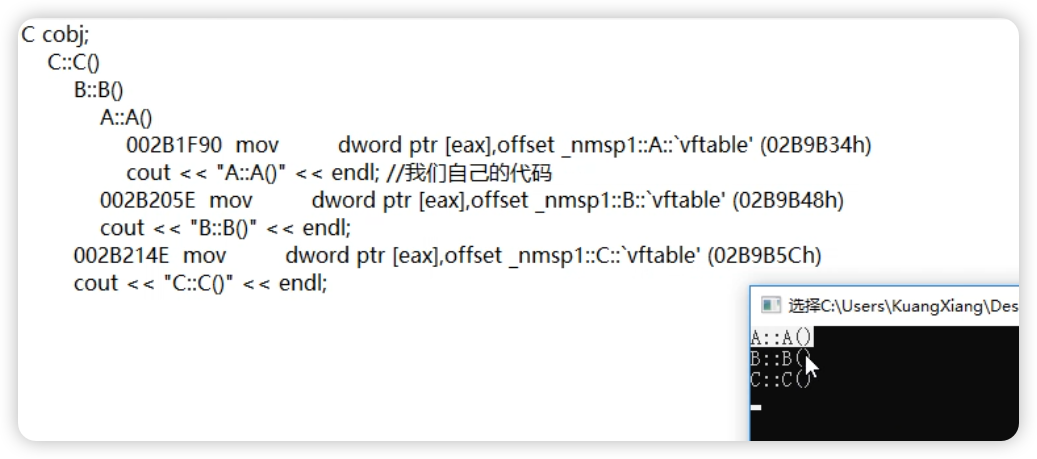 C cobj;
C::C()
B::B()
A::A()
002B1F90  mov         dword ptr [eax],offset _nmsp1::A::`vftable' (02B9B34h)
cout << "A::A()" << endl; //我们自己的代码
002B205E  mov         dword ptr [eax],offset _nmsp1::B::`vftable' (02B9B48h)
cout << "B::B()" << endl;
002B214E  mov         dword ptr [eax],offset _nmsp1::C::`vftable' (02B9B5Ch)
cout << "C::C()" << endl;
选择C:\Users\KuangXiang\Des
A::A()
B::B()
C::C()